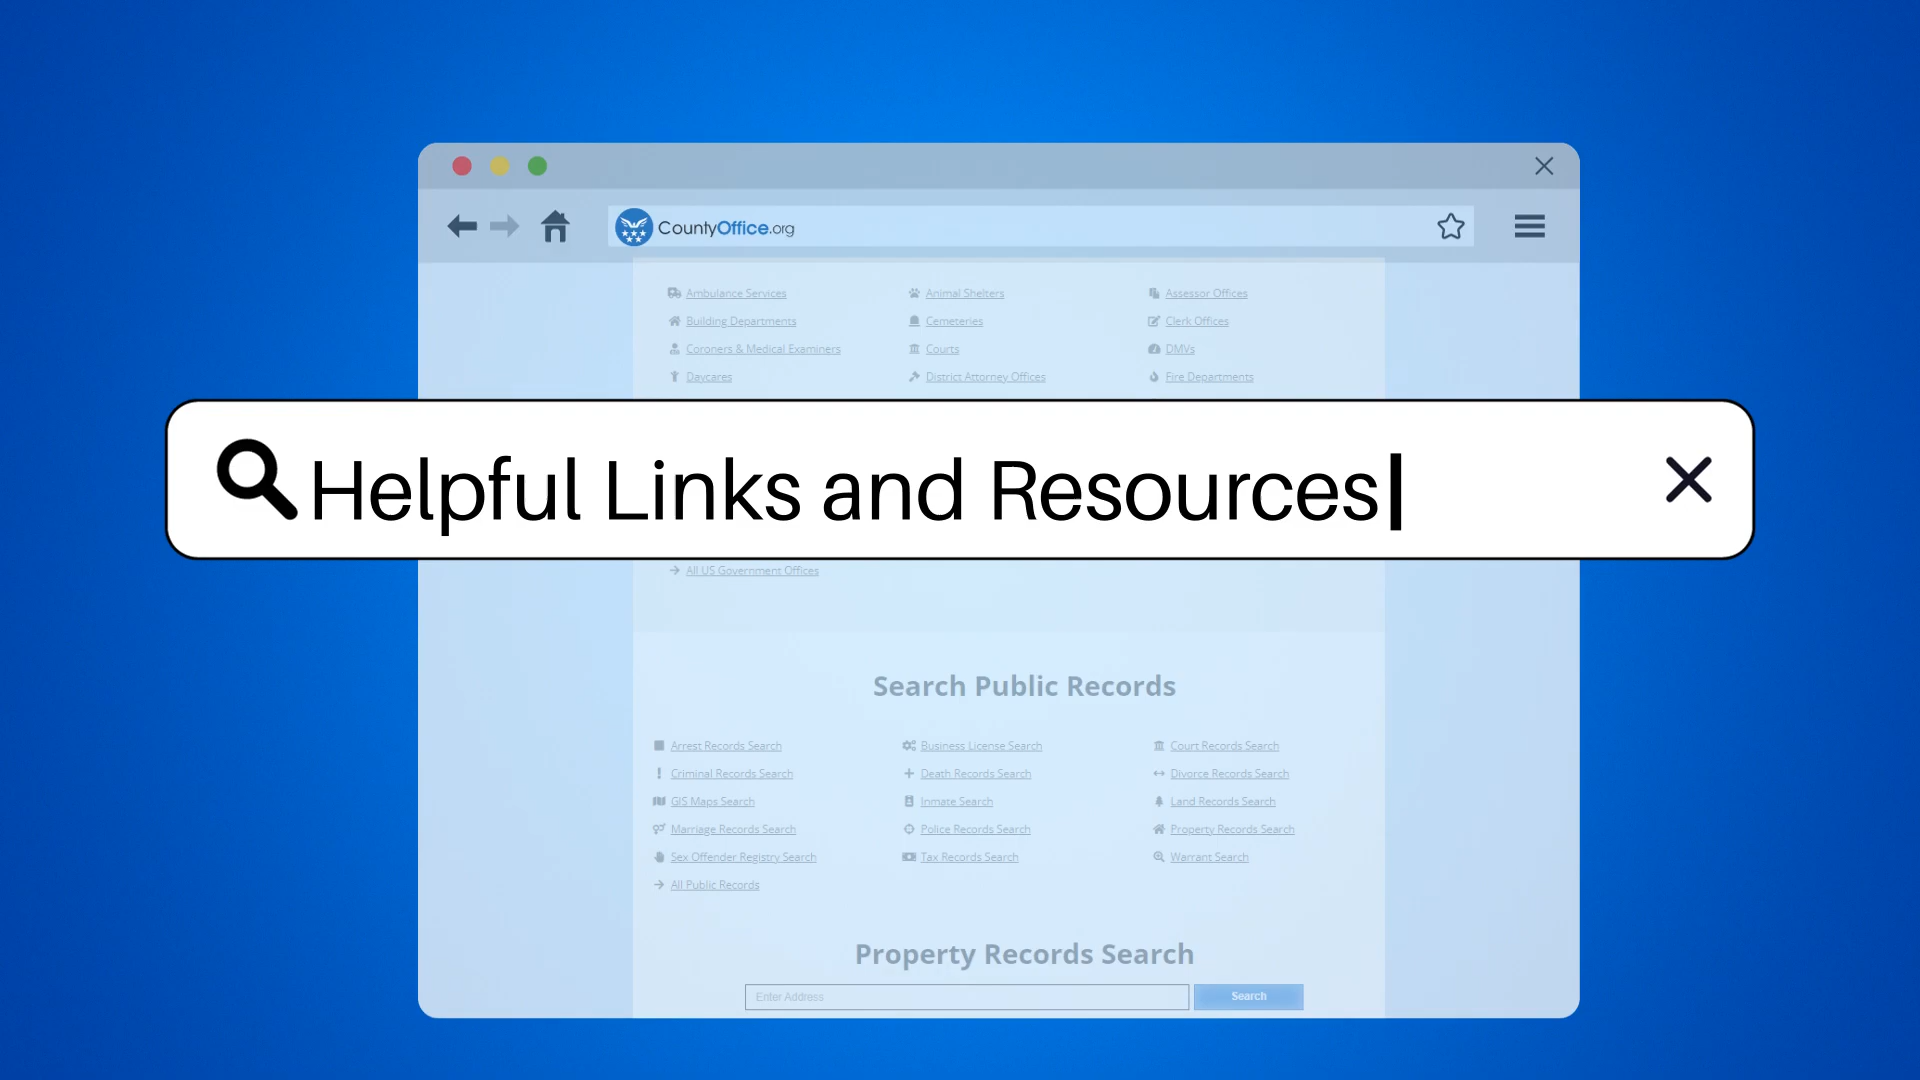 CountyOffice.org
Ambulance Services Animal Shelters Assessor Offices
Building Departments Cemeteries Clerk Offices
Coroners & Medical Examiners Courts DMVs
Daycares District Attorney Offices Fire Departments
Helpful Links and Resources
All US Government Offices
Search Public Records
Arrest Records Search Business License Search Court Records Search
Criminal Records Search Death Records Search Divorce Records Search
GIS Maps Search Inmate Search Land Records Search
Marriage Records Search Police Records Search Property Records Search
Sex Offender Registry Search Tax Records Search Warrant Search
All Public Records
Property Records Search
Enter Address Search